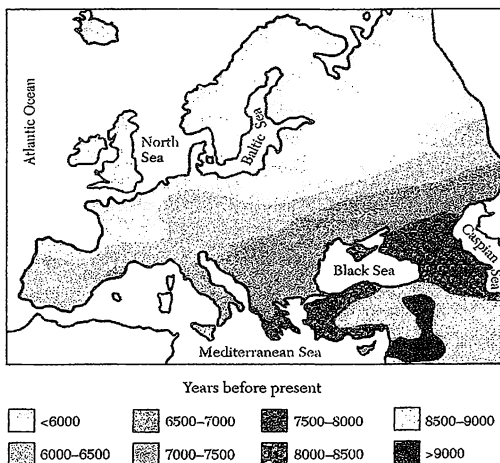 Atlantic Ocean
North
Sea
Baltic Sea
Black Sea
Caspian Sea
Mediterranean Sea
Years before present
<6000
6500–7000
7500–8000
8500–9000
6000–6500
7000–7500
8000–8500
>9000